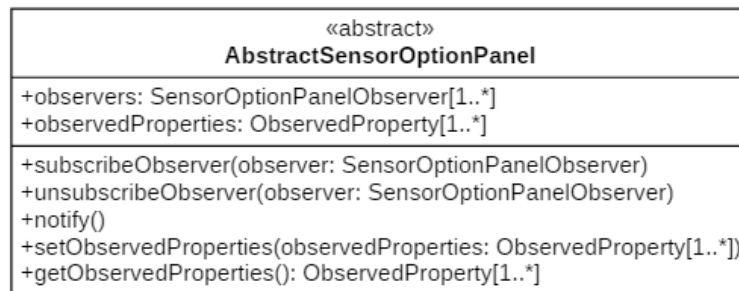 «abstract»
AbstractSensorOptionPanel
+observers: SensorOptionPanelObserver[1..*]
+observedProperties: ObservedProperty[1..*]
+subscribeObserver(observer: SensorOptionPanelObserver)
+unsubscribeObserver(observer: SensorOptionPanelObserver)
+notify()
+setObservedProperties(observedProperties: ObservedProperty[1..*])
+getObservedProperties(): ObservedProperty[1..*]